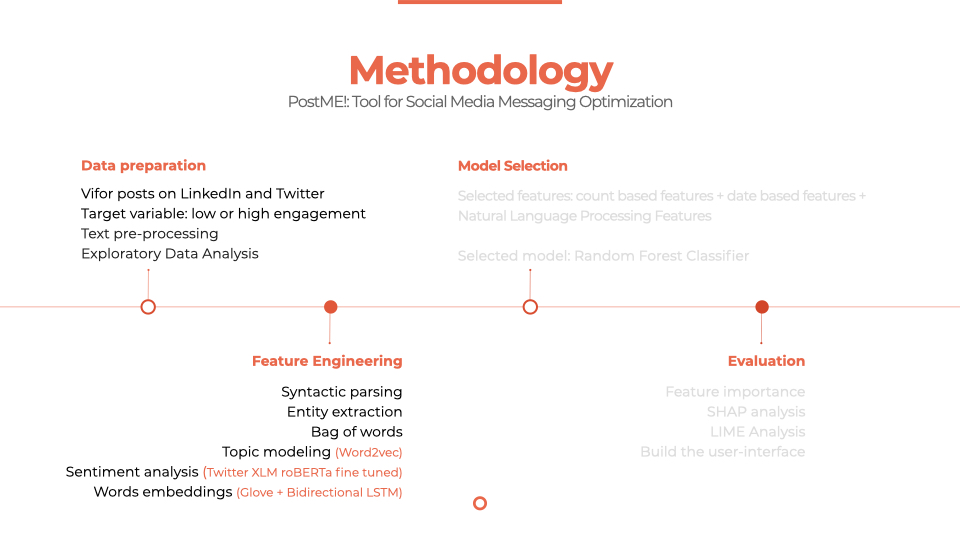 Methodology
PostME!: Tool for Social Media Messaging Optimization
Data preparation
Vifor posts on LinkedIn and Twitter
Target variable: low or high engagement
Text pre-processing
Exploratory Data Analysis
Model Selection
Selected features: count based features + date based features +
Natural Language Processing Features
Selected model: Random Forest Classifier
Feature Engineering
Syntactic parsing
Entity extraction
Bag of words
Topic modeling (Word2vec)
Sentiment analysis (Twitter XLM roBERTa fine tuned)
Words embeddings (Glove + Bidirectional LSTM)
Evaluation
Feature importance
SHAP analysis
LIME Analysis
Build the user-interface